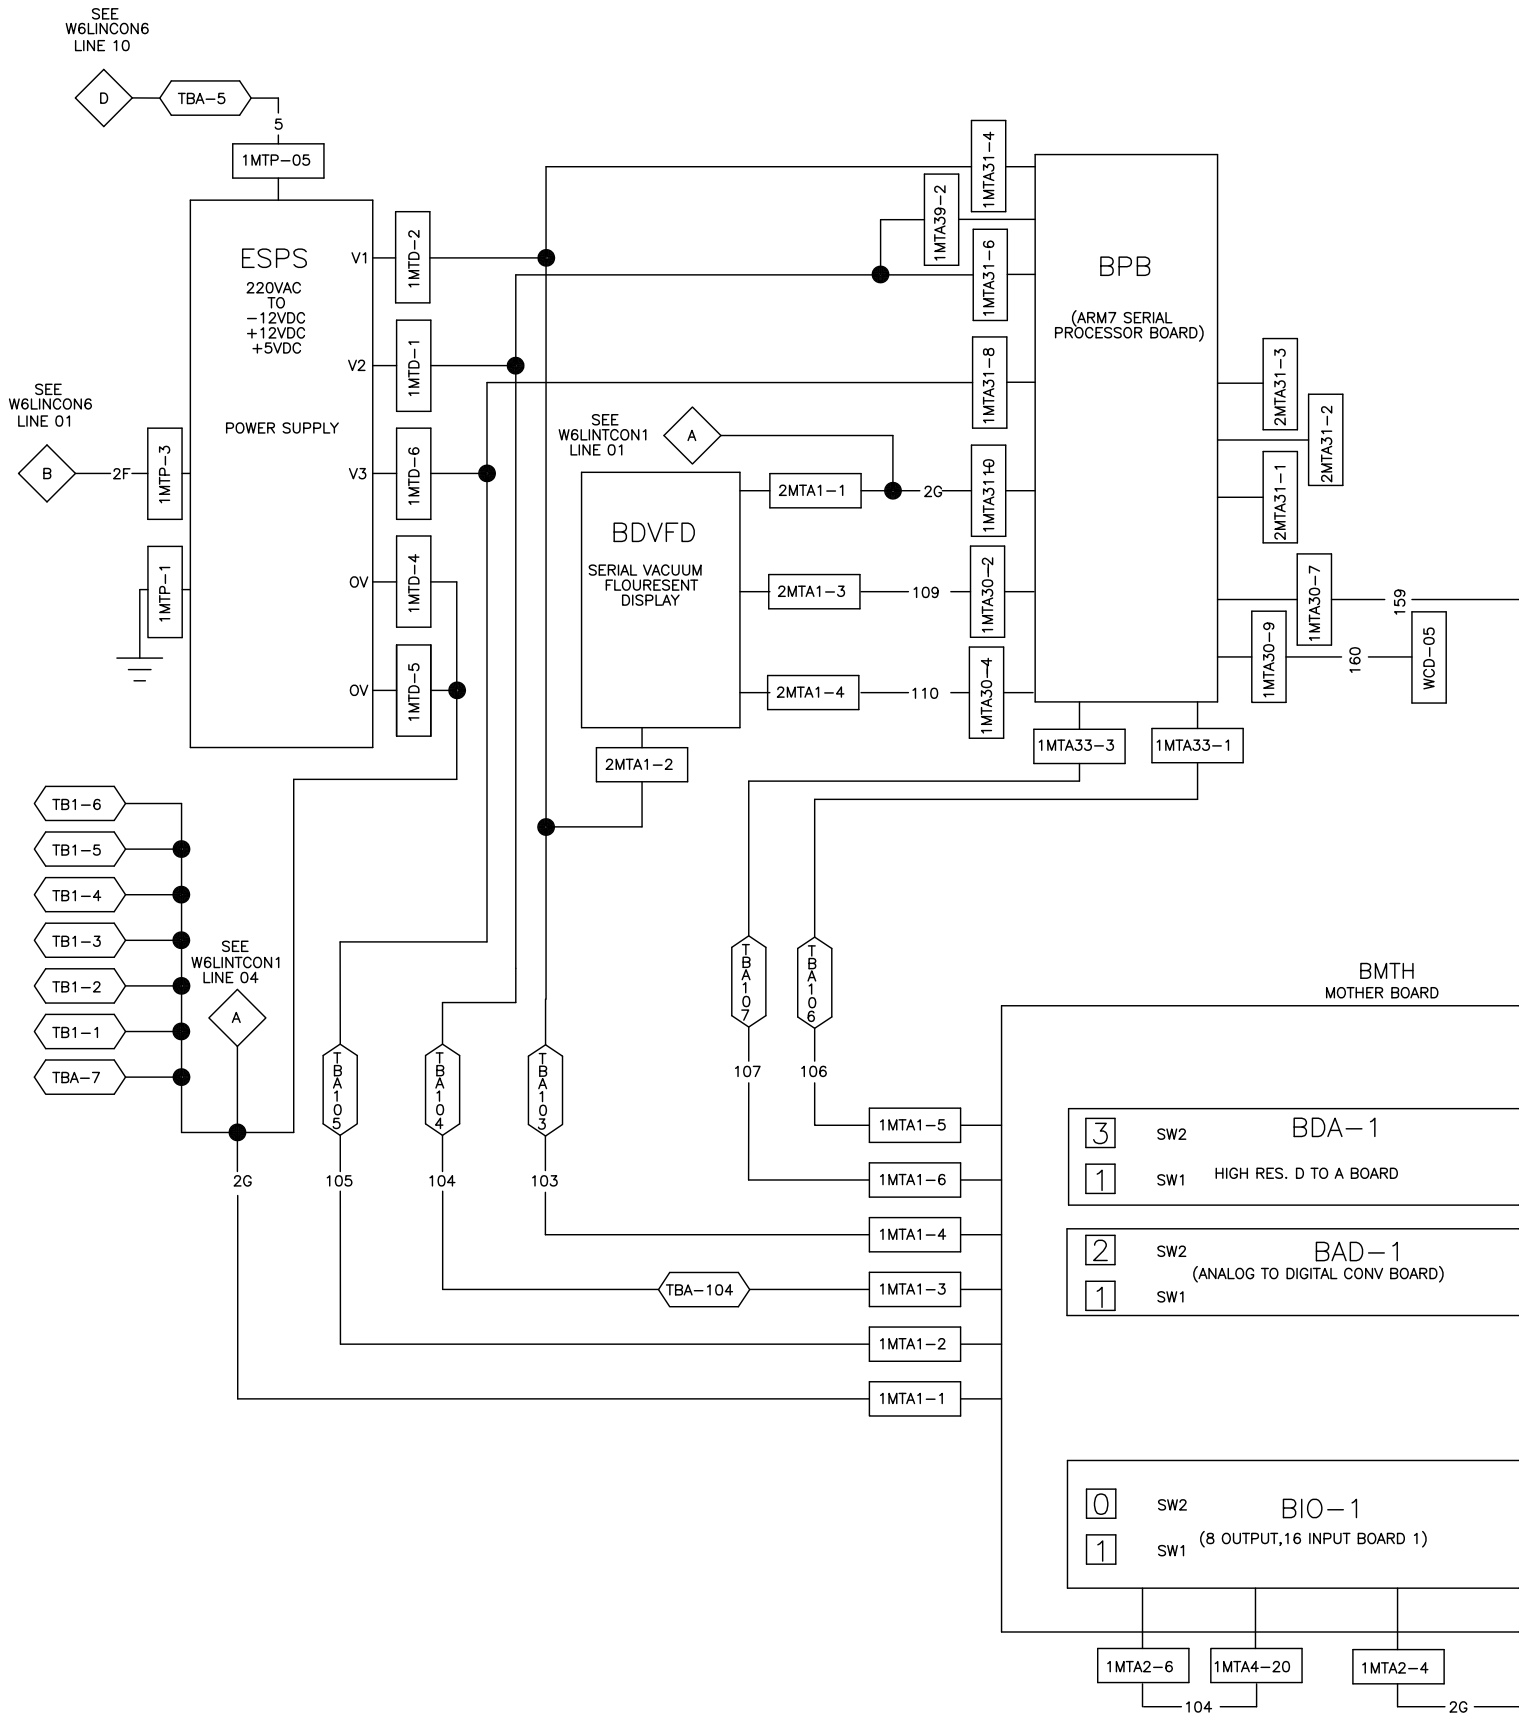 SEE
W6LINCON6
LINE 10
D
TBA-5
5
1MTP-05
ESPS
220VAC
TO
-12VDC
+12VDC
+5VDC
POWER SUPPLY
V1
V2
V3
0V
0V
1MTD-2
1MTD-1
1MTD-6
1MTD-4
1MTD-5
SEE
W6LINCON6
LINE 01
B
2F
1MTP-3
1MTP-1
1MTA31-4
1MTA39-2
1MTA31-6
1MTA31-8
1MTA3110
1MTA30-2
1MTA30-4
BPB
(ARM7 SERIAL
PROCESSOR BOARD)
2MTA31-3
2MTA31-2
2MTA31-1
1MTA30-7
159
1MTA30-9
160
WCD-05
SEE
W6LINTCON1
LINE 01
A
BDVFD
SERIAL VACUUM
FLOURESENT
DISPLAY
2MTA1-1
2G
2MTA1-3
109
2MTA1-4
110
2MTA1-2
1MTA33-3
1MTA33-1
TB1-6
TB1-5
TB1-4
TB1-3
TB1-2
TB1-1
TBA-7
SEE
W6LINTCON1
LINE 04
A
TBA105
TBA104
TBA103
TBA107
TBA106
107
106
2G
105
104
103
TBA-104
1MTA1-5
1MTA1-6
1MTA1-4
1MTA1-3
1MTA1-2
1MTA1-1
BMTH
MOTHER BOARD
3
SW2
BDA-1
1
SW1
HIGH RES. D TO A BOARD
2
SW2
BAD-1
(ANALOG TO DIGITAL CONV BOARD)
1
SW1
0
SW2
BIO-1
1
SW1
(8 OUTPUT,16 INPUT BOARD 1)
1MTA2-6
1MTA4-20
1MTA2-4
104
2G